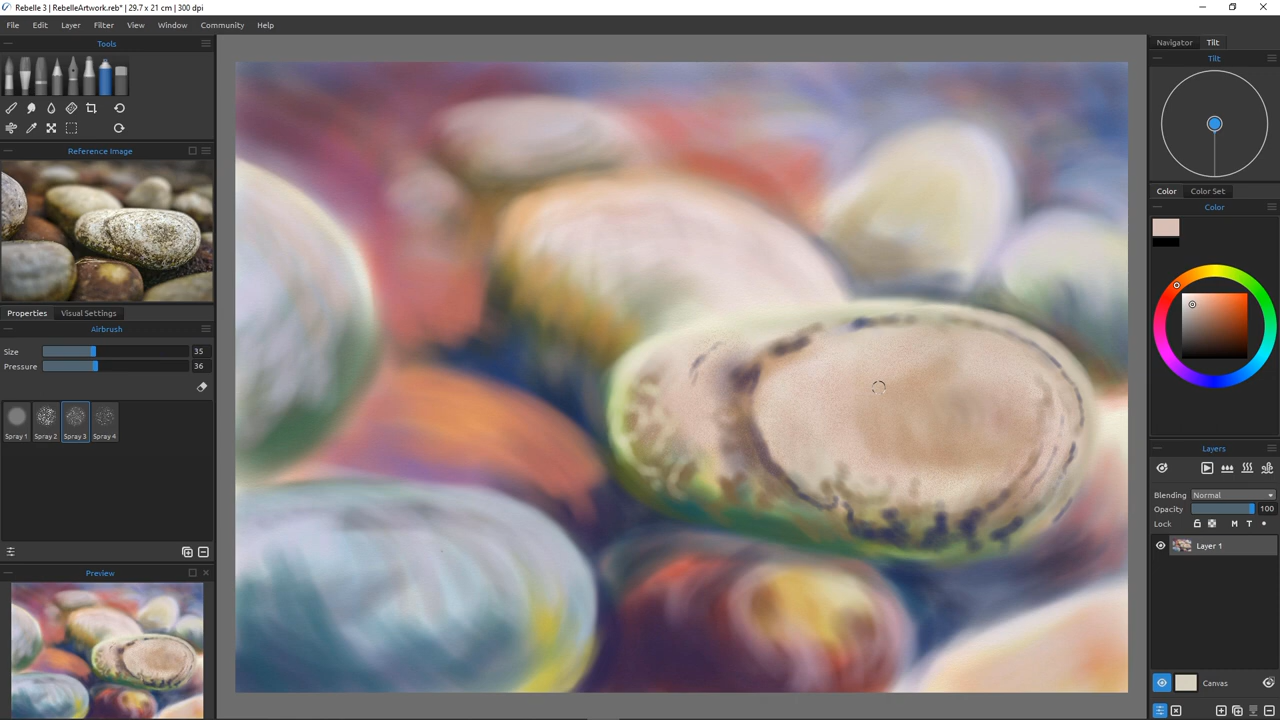 Rebelle 3 | RebelleArtwork.reb* | 29.7 x 21 cm | 300 dpi
File Edit Layer Filter View Window Community Help
Tools
Reference Image
Properties Visual Settings
Airbrush
Size 35
Pressure 36
Spray 1 Spray 2 Spray 3 Spray 4
Preview
Navigator Tilt
Tilt
Color Color Set
Color
Layers
Blending Normal
Opacity 100
Lock M T
Layer 1
Canvas